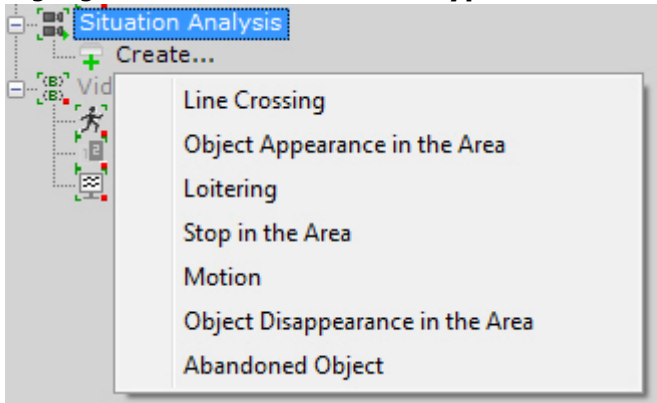 Situation Analysis
Create...
Vid
Line Crossing
Object Appearance in the Area
Loitering
Stop in the Area
Motion
Object Disappearance in the Area
Abandoned Object